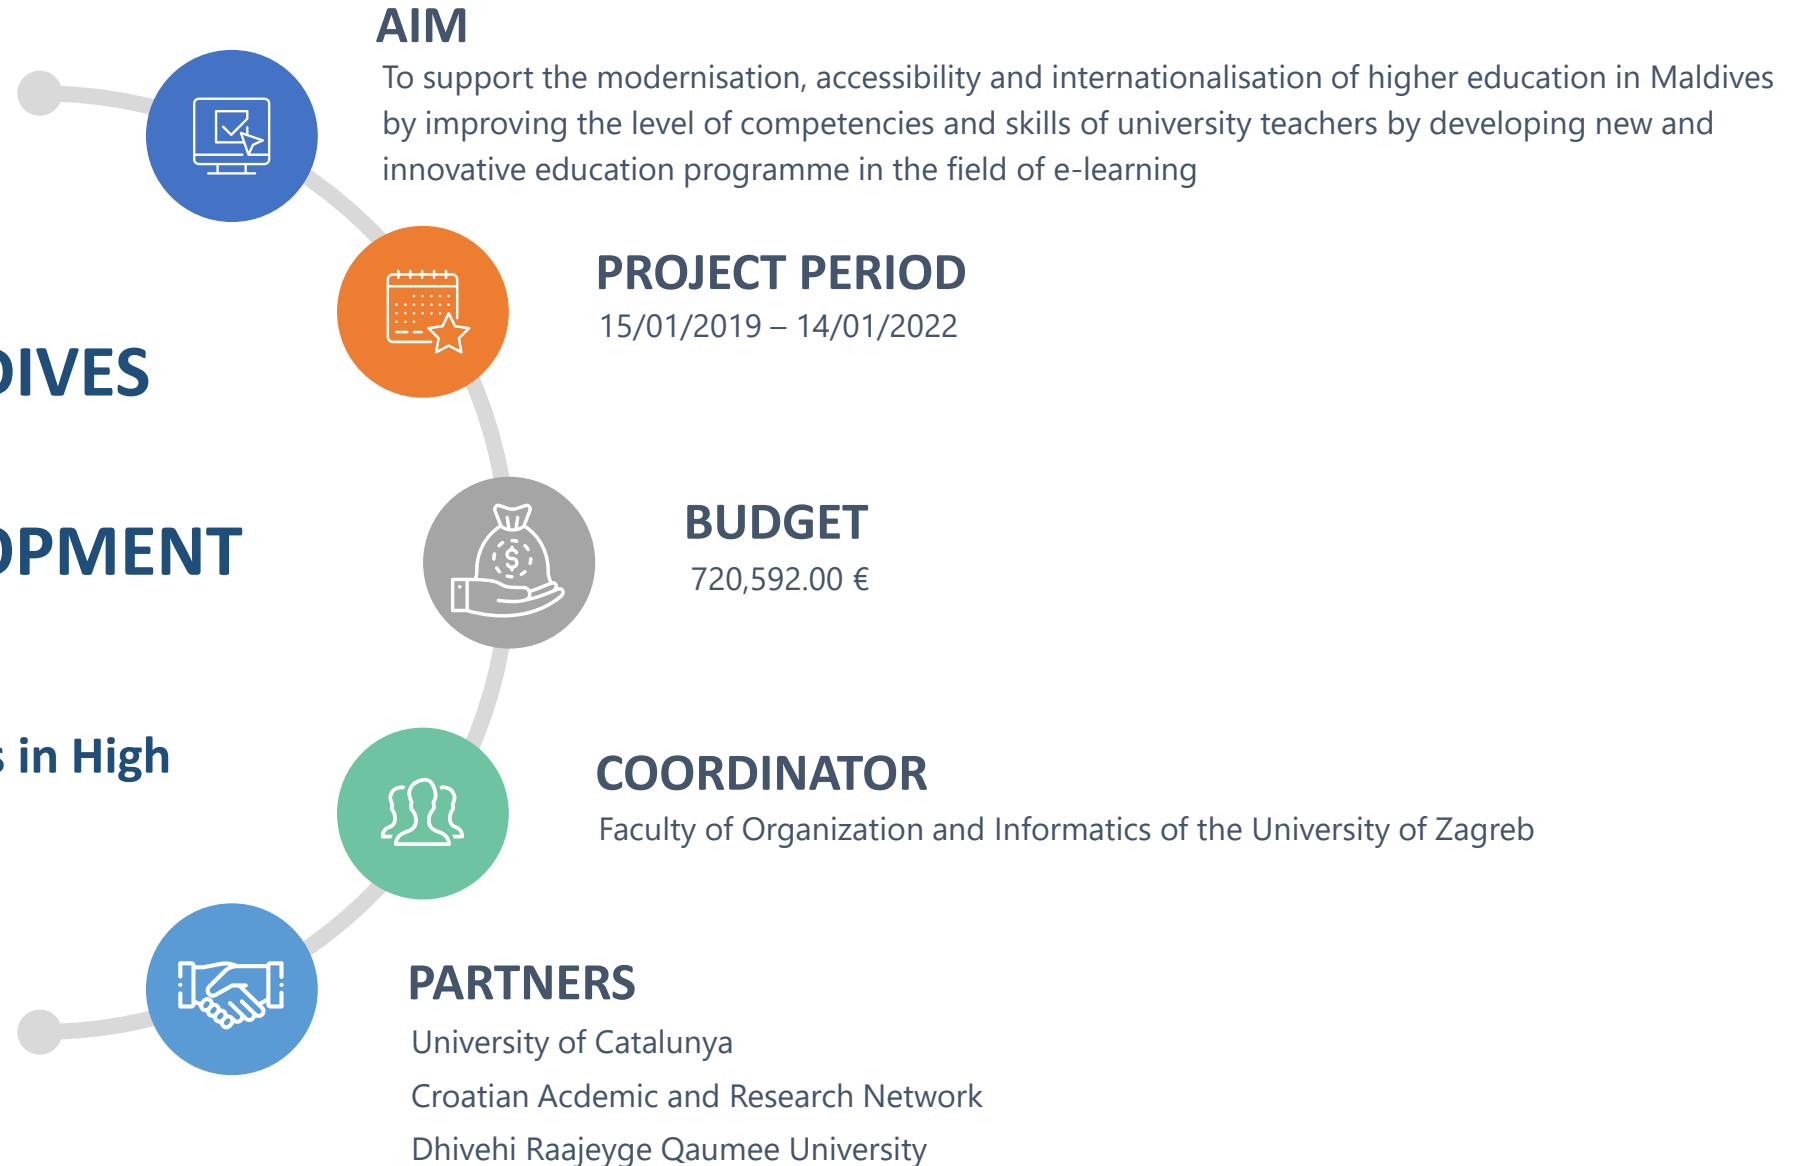 AIM
To support the modernisation, accessibility and internationalisation of higher education in Maldives
by improving the level of competencies and skills of university teachers by developing new and
innovative education programme in the field of e-learning
PROJECT PERIOD
15/01/2019 – 14/01/2022
DIVES
BUDGET
720,592.00 €
OPMENT
s in High
COORDINATOR
Faculty of Organization and Informatics of the University of Zagreb
PARTNERS
University of Catalunya
Croatian Acdemic and Research Network
Dhivehi Raajeyge Qaumee University